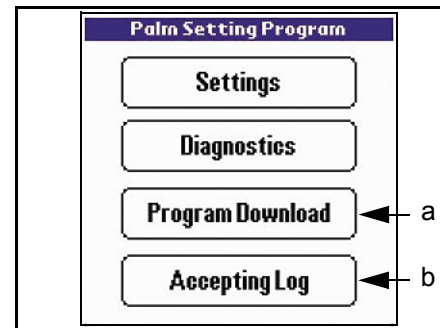 Palm Setting Program
Settings
Diagnostics
Program Download
a
Accepting Log
b